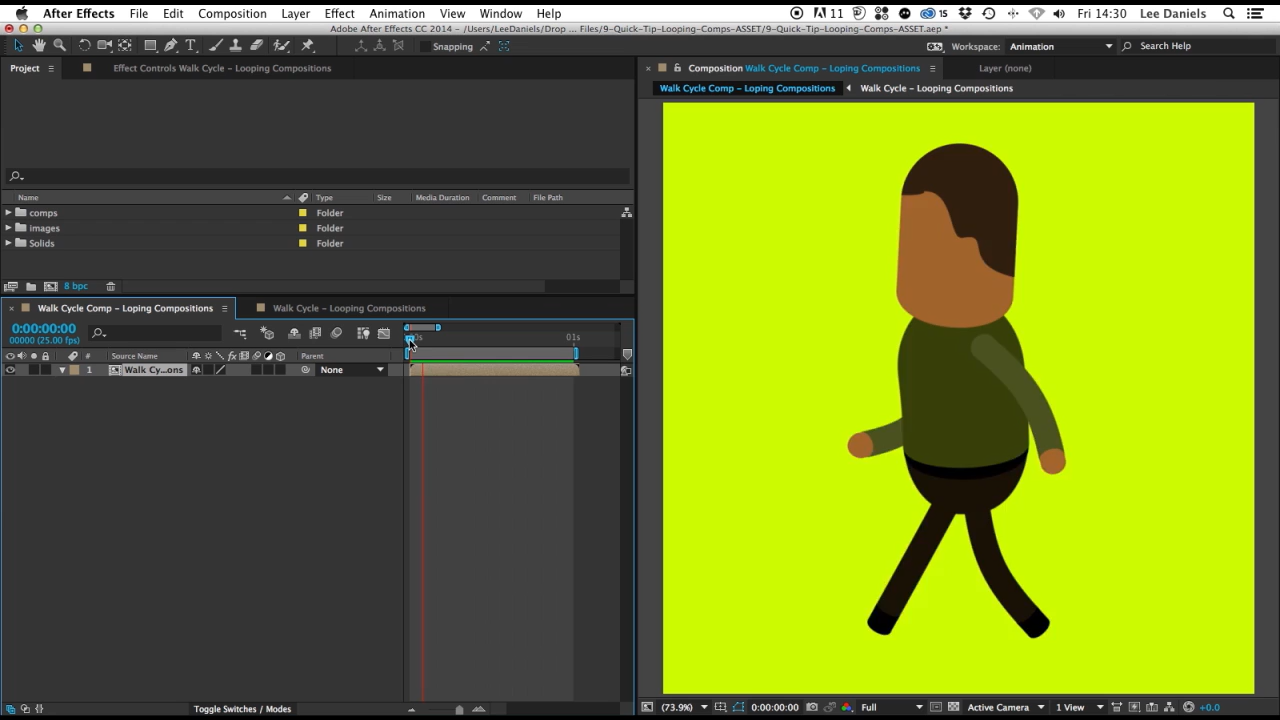 After Effects File Edit Composition Layer Effect Animation View Window Help 11 15 Fri 14:30 Lee Daniels
Adobe After Effects CC 2014 - /Users/LeeDaniels/Drop ... Files/9-Quick-Tip-Looping-Comps-ASSET/9-Quick-Tip-Looping-Comps-ASSET.aep *
Snapping Workspace: Animation Search Help
Project Effect Controls Walk Cycle - Looping Compositions Composition Walk Cycle Comp - Loping Compositions Layer (none)
Walk Cycle Comp - Loping Compositions Walk Cycle - Looping Compositions
Name Type Size Media Duration Comment File Path
comps Folder
images Folder
Solids Folder
8 bpc
Walk Cycle Comp - Loping Compositions Walk Cycle - Looping Compositions
0:00:00:00
00000 (25.00 fps)
01s
# Source Name fx Parent
1 Walk Cy...ons None
Toggle Switches / Modes
(73.9%) 0:00:00:00 Full Active Camera 1 View +0.0